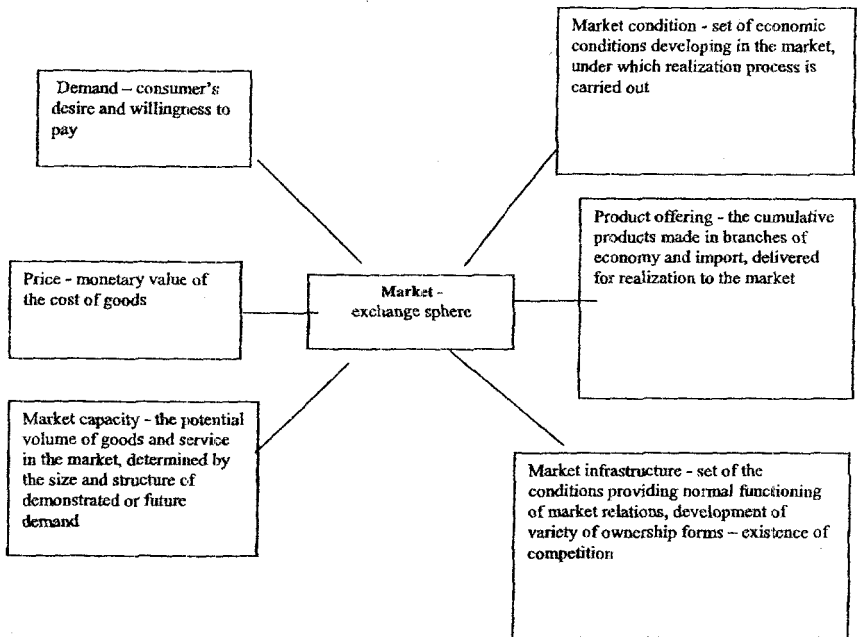 Demand – consumer's
desire and willingness to
pay
Market condition - set of economic
conditions developing in the market,
under which realization process is
carried out
Price - monetary value of
the cost of goods
Market -
exchange sphere
Product offering - the cumulative
products made in branches of
economy and import, delivered
for realization to the market
Market capacity - the potential
volume of goods and service
in the market, determined by
the size and structure of
demonstrated or future
demand
Market infrastructure - set of the
conditions providing normal functioning
of market relations, development of
variety of ownership forms – existence of
competition